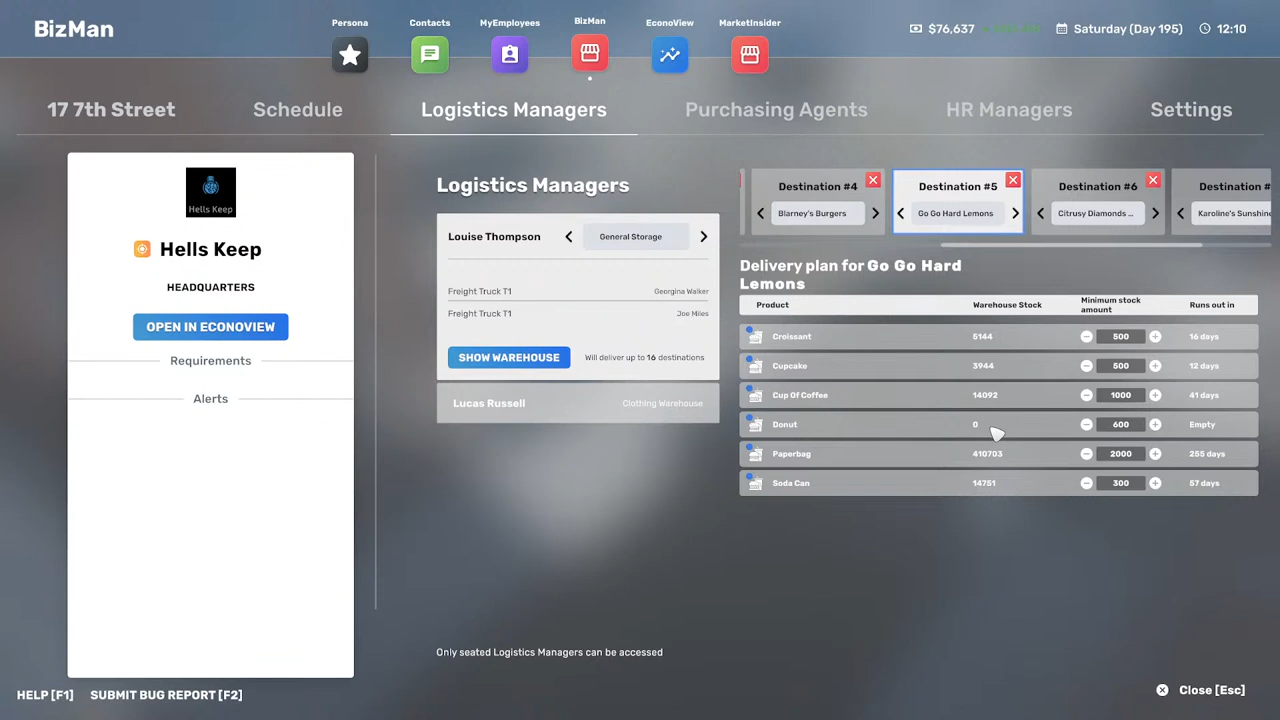 BizMan
Persona
Contacts
MyEmployees
BizMan
EconoView
MarketInsider
$76,637
Saturday (Day 195)
12:10
17 7th Street
Schedule
Logistics Managers
Purchasing Agents
HR Managers
Settings
Hells Keep
Hells Keep
HEADQUARTERS
OPEN IN ECONOVIEW
Requirements
Alerts
Logistics Managers
Louise Thompson
General Storage
Freight Truck T1
Georgina Walker
Freight Truck T1
Joe Miles
SHOW WAREHOUSE
Will deliver up to 16 destinations
Lucas Russell
Clothing Warehouse
Only seated Logistics Managers can be accessed
Destination #4
Blarney's Burgers
Destination #5
Go Go Hard Lemons
Destination #6
Citrusy Diamonds ...
Destination #
Karoline's Sunshine
Delivery plan for Go Go Hard
Lemons
Product Warehouse Stock Minimum stock amount Runs out in
Croissant 5144 500 16 days
Cupcake 3944 500 12 days
Cup Of Coffee 14092 1000 41 days
Donut 0 600 Empty
Paperbag 410703 2000 255 days
Soda Can 14751 300 57 days
HELP [F1]
SUBMIT BUG REPORT [F2]
Close [Esc]